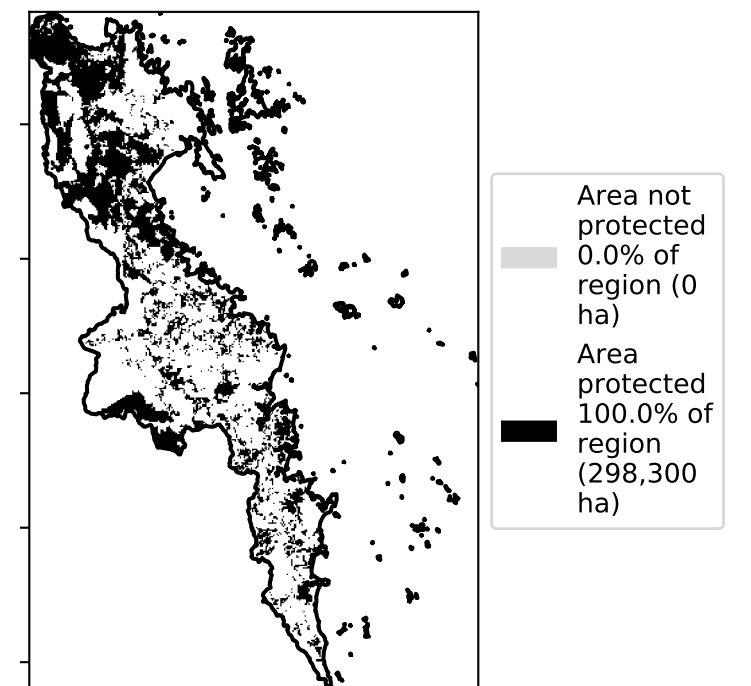 Area not
protected
0.0% of
region (0
ha)
Area
protected
100.0% of
region
(298,300
ha)